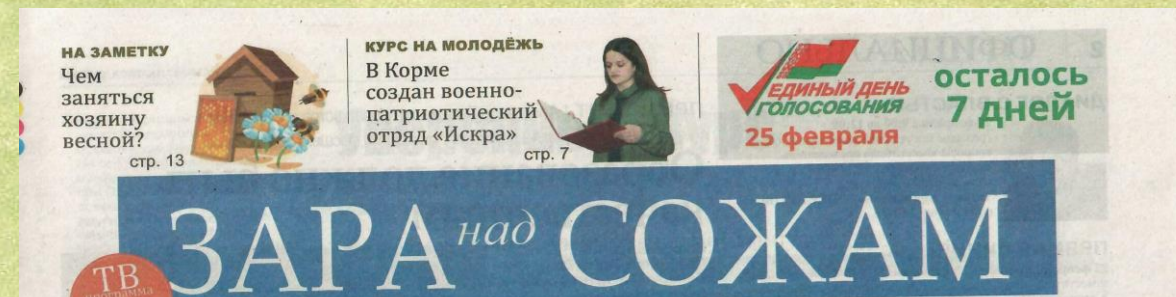 НА ЗАМЕТКУ
Чем
заняться
хозяину
весной?
стр. 13
КУРС НА МОЛОДЁЖЬ
В Корме
создан военно-
патриотический
отряд «Искра»
стр. 7
ЕДИНЫЙ ДЕНЬ
ГОЛОСОВАНИЯ
25 февраля
осталось
7 дней
ЗАРА над СОЖАМ
ТВ
программа